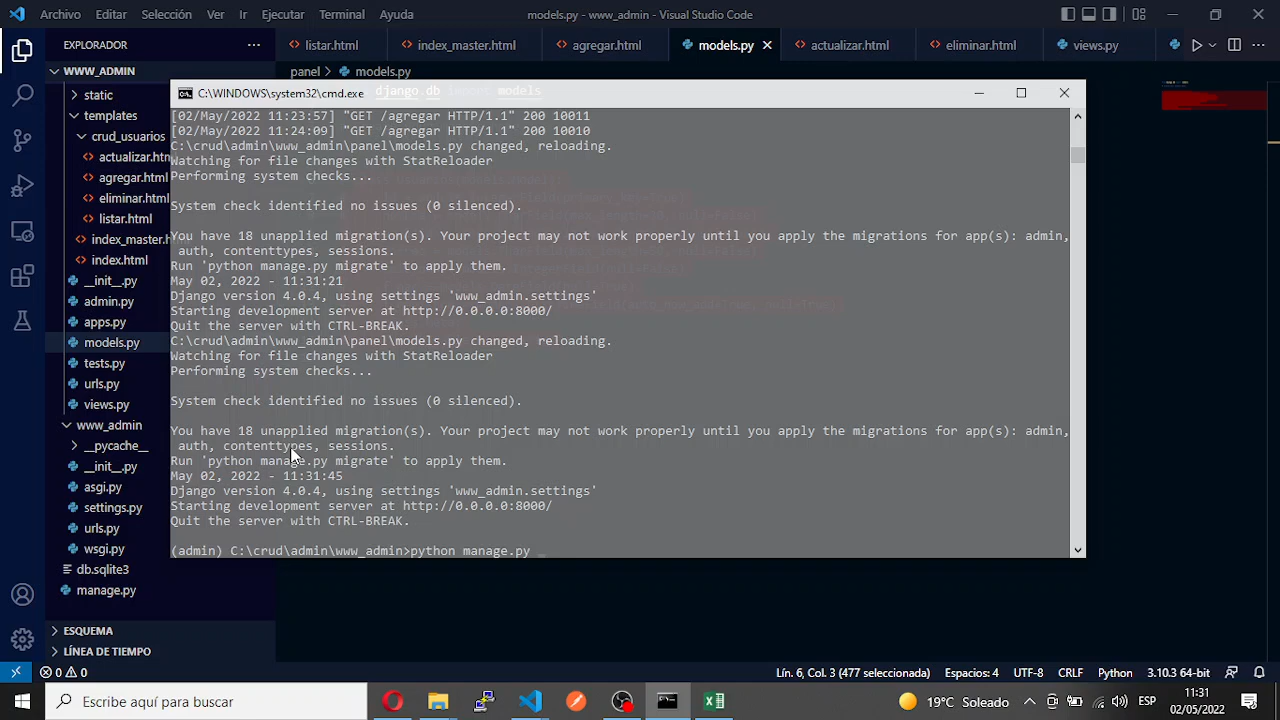 Archivo Editar Selección Ver Ir Ejecutar Terminal Ayuda models.py - www_admin - Visual Studio Code
EXPLORADOR ··· listar.html index_master.html agregar.html models.py actualizar.html eliminar.html views.py
WWW_ADMIN panel > models.py
C:\WINDOWS\system32\cmd.exe django.db import models
static
templates
crud_usuarios
actualizar.htm
agregar.html
eliminar.html
listar.html
index_master.h
index.html
__init__.py
admin.py
apps.py
models.py
tests.py
urls.py
views.py
www_admin
__pycache__
__init__.py
asgi.py
settings.py
urls.py
wsgi.py
db.sqlite3
manage.py
ESQUEMA
LÍNEA DE TIEMPO
[02/May/2022 11:23:57] "GET /agregar HTTP/1.1" 200 10011
[02/May/2022 11:24:09] "GET /agregar HTTP/1.1" 200 10010
C:\crud\admin\www_admin\panel\models.py changed, reloading.
Watching for file changes with StatReloader
Performing system checks...
System check identified no issues (0 silenced).
You have 18 unapplied migration(s). Your project may not work properly until you apply the migrations for app(s): admin,
auth, contenttypes, sessions.
Run 'python manage.py migrate' to apply them.
May 02, 2022 - 11:31:21
Django version 4.0.4, using settings 'www_admin.settings'
Starting development server at http://0.0.0.0:8000/
Quit the server with CTRL-BREAK.
C:\crud\admin\www_admin\panel\models.py changed, reloading.
Watching for file changes with StatReloader
Performing system checks...
System check identified no issues (0 silenced).
You have 18 unapplied migration(s). Your project may not work properly until you apply the migrations for app(s): admin,
auth, contenttypes, sessions.
Run 'python manage.py migrate' to apply them.
May 02, 2022 - 11:31:45
Django version 4.0.4, using settings 'www_admin.settings'
Starting development server at http://0.0.0.0:8000/
Quit the server with CTRL-BREAK.
(admin) C:\crud\admin\www_admin>python manage.py _
0 0 Lín. 6, Col. 3 (477 seleccionada) Espacios: 4 UTF-8 CRLF Python 3.10.3 64-bit
Escribe aquí para buscar 19°C Soleado ESP 11:31
02/05/2022